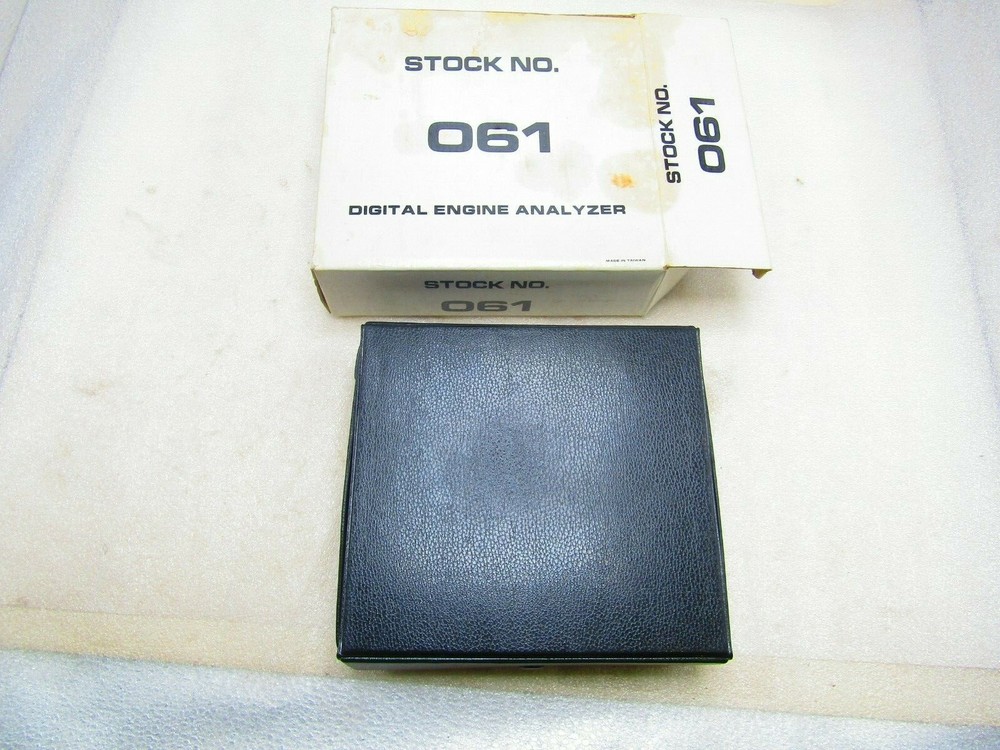 STOCK NO.
061
DIGITAL ENGINE ANALYZER
STOCK NO.
061
STOCK NO.
061